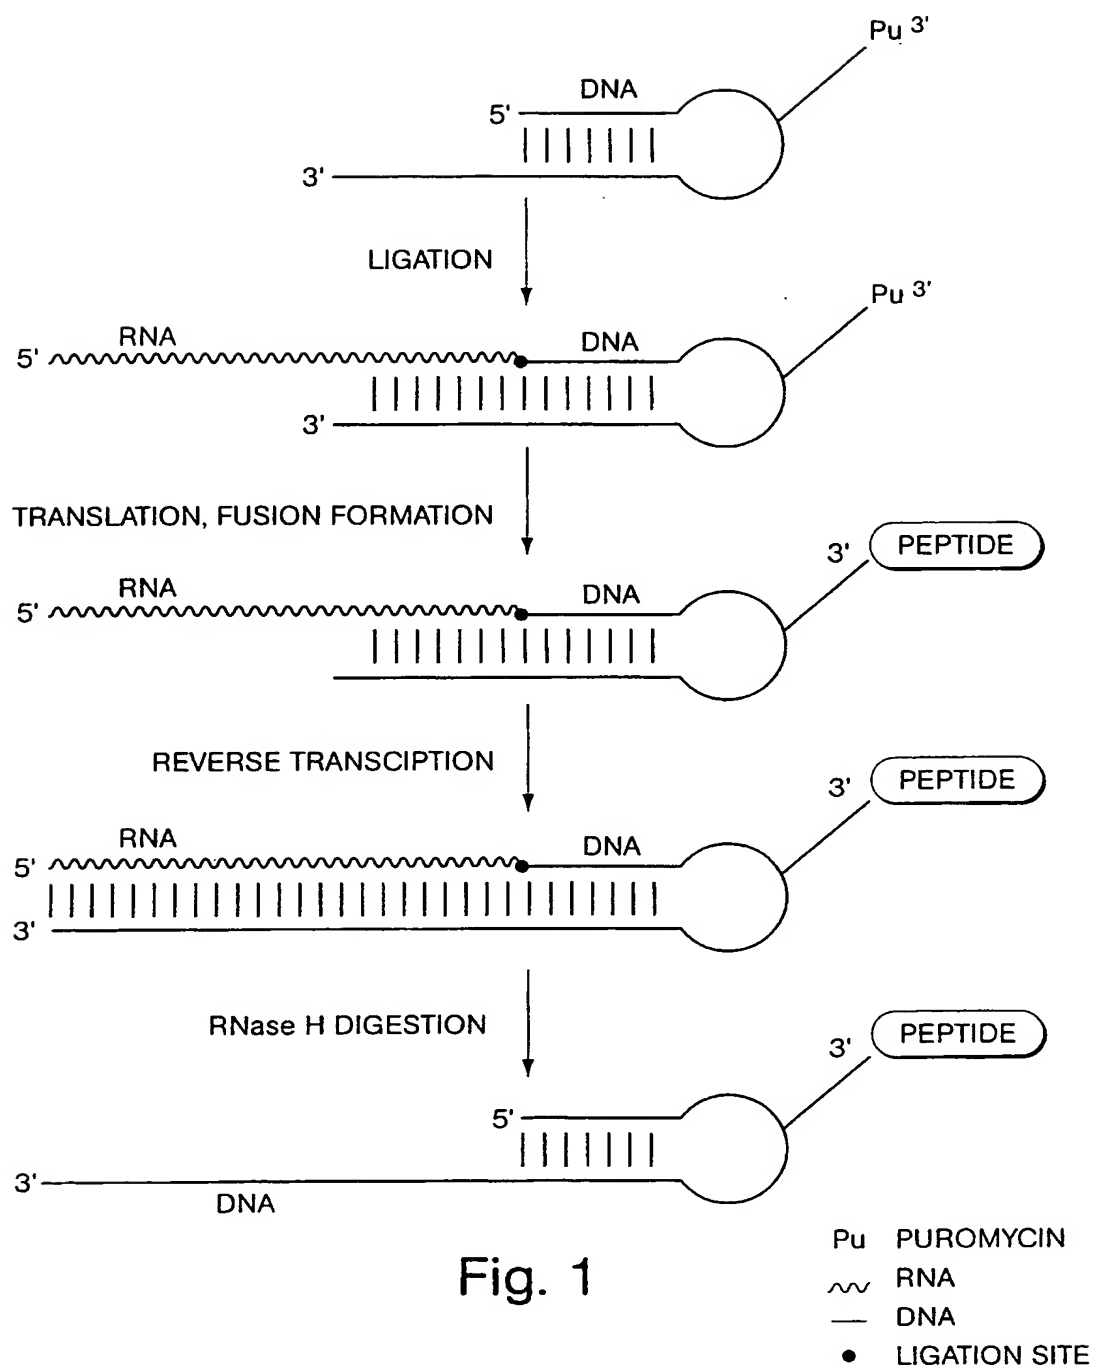 Pu 3'
DNA
5'
3'
LIGATION
Pu 3'
RNA
DNA
5'
3'
TRANSLATION, FUSION FORMATION
3' PEPTIDE
RNA
DNA
5'
REVERSE TRANSCIPTION
3' PEPTIDE
RNA
DNA
5'
3'
RNase H DIGESTION
3' PEPTIDE
5'
3'
DNA
Pu PUROMYCIN
RNA
DNA
LIGATION SITE
Fig. 1